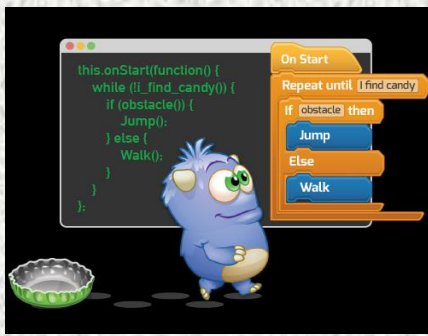 this.onStart(function() {
while (!i_find_candy()) {
if (obstacle()) {
Jump();
} else {
Walk();
}
}
};
On Start
Repeat until I find candy
If obstacle then
Jump
Else
Walk